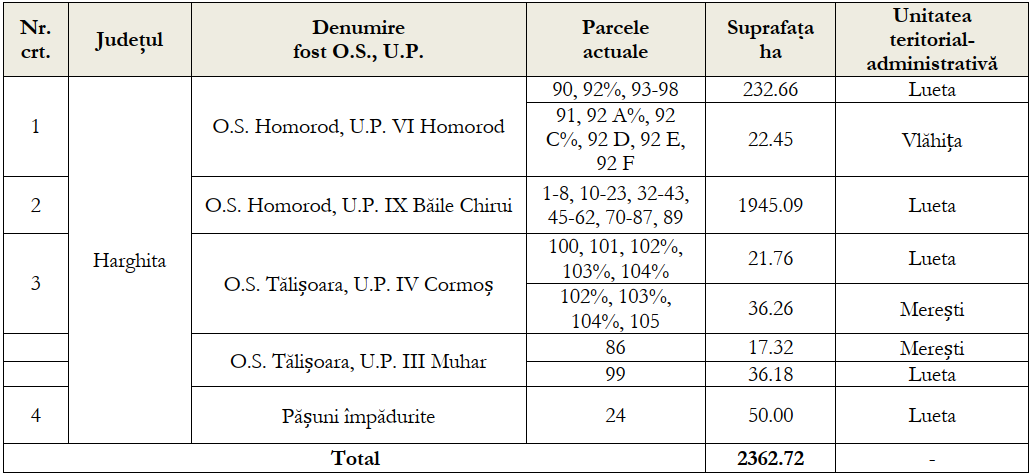 Nr.
crt.
Județul
Denumire
fost O.S., U.P.
Parcele
actuale
Suprafața
ha
Unitatea
teritorial-
administrativă
1
Harghita
O.S. Homorod, U.P. VI Homorod
90, 92%, 93-98
232.66
Lueta
91, 92 A%, 92
C%, 92 D, 92 E,
92 F
22.45
Vlăhița
2
O.S. Homorod, U.P. IX Băile Chirui
1-8, 10-23, 32-43,
45-62, 70-87, 89
1945.09
Lueta
3
O.S. Tălișoara, U.P. IV Cormoș
100, 101, 102%,
103%, 104%
21.76
Lueta
102%, 103%,
104%, 105
36.26
Merești
O.S. Tălișoara, U.P. III Muhar
86
17.32
Merești
99
36.18
Lueta
4
Pășuni împădurite
24
50.00
Lueta
Total
2362.72
-